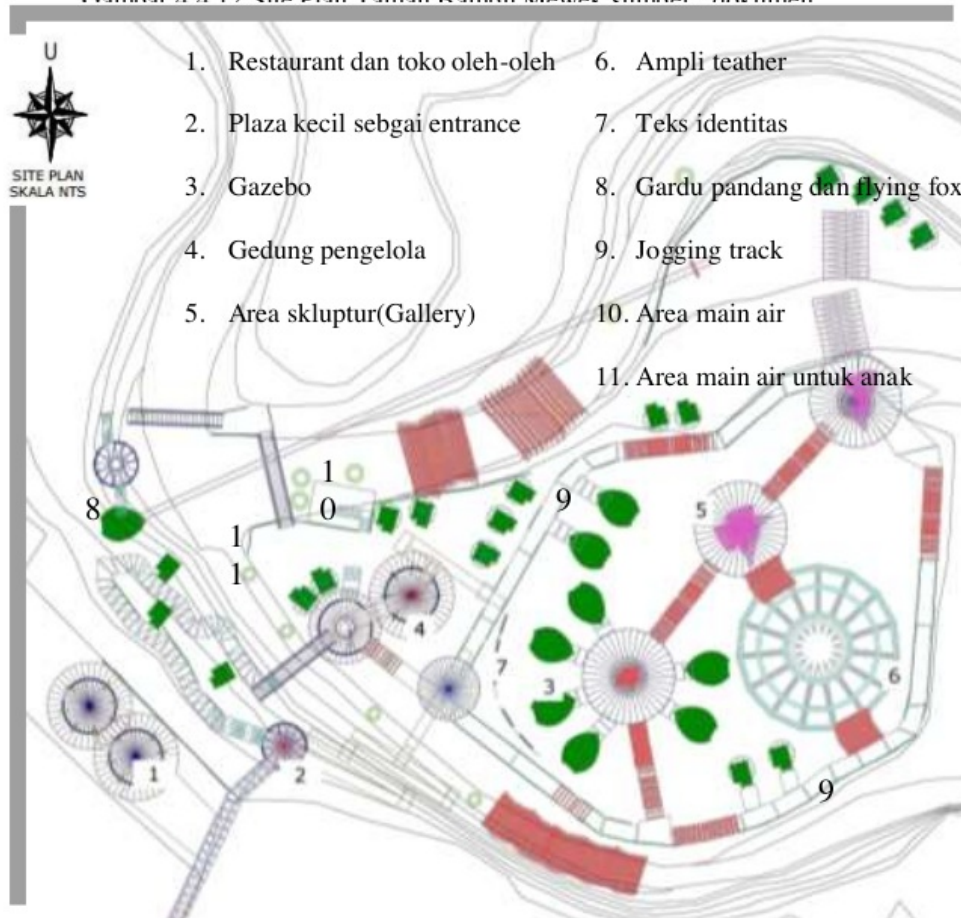 U
SITE PLAN
SKALA NTS
1. Restaurant dan toko oleh-oleh
2. Plaza kecil sebgai entrance
3. Gazebo
4. Gedung pengelola
5. Area skluptur(Gallery)
6. Ampli teather
7. Teks identitas
8. Gardu pandang dan flying fox
9. Jogging track
10. Area main air
11. Area main air untuk anak
1
0
9
5
8
1
1
4
7
3
6
1
2
9